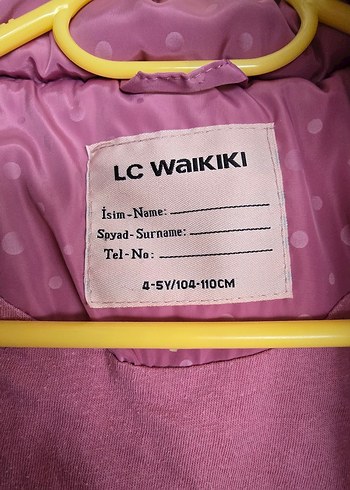 LC WAIKIKI
İsim-Name:
Soyad-Surname:
Tel-No:
4-5Y/104-110CM